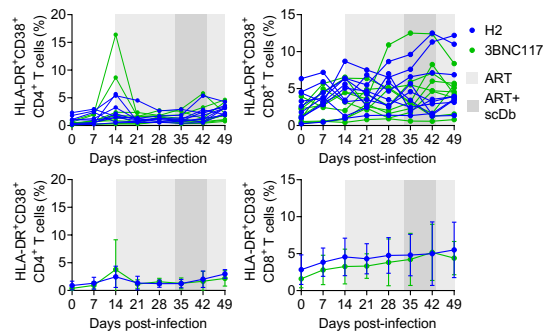 HLA-DR⁺CD38⁺
CD4⁺ T cells (%)
20
15
10
5
0
0 7 14 21 28 35 42 49
Days post-infection
HLA-DR⁺CD38⁺
CD8⁺ T cells (%)
15
10
5
0
0 7 14 21 28 35 42 49
Days post-infection
H2
3BNC117
ART
ART+
scDb
HLA-DR⁺CD38⁺
CD4⁺ T cells (%)
15
10
5
0
0 7 14 21 28 35 42 49
Days post-infection
HLA-DR⁺CD38⁺
CD8⁺ T cells (%)
15
10
5
0
0 7 14 21 28 35 42 49
Days post-infection